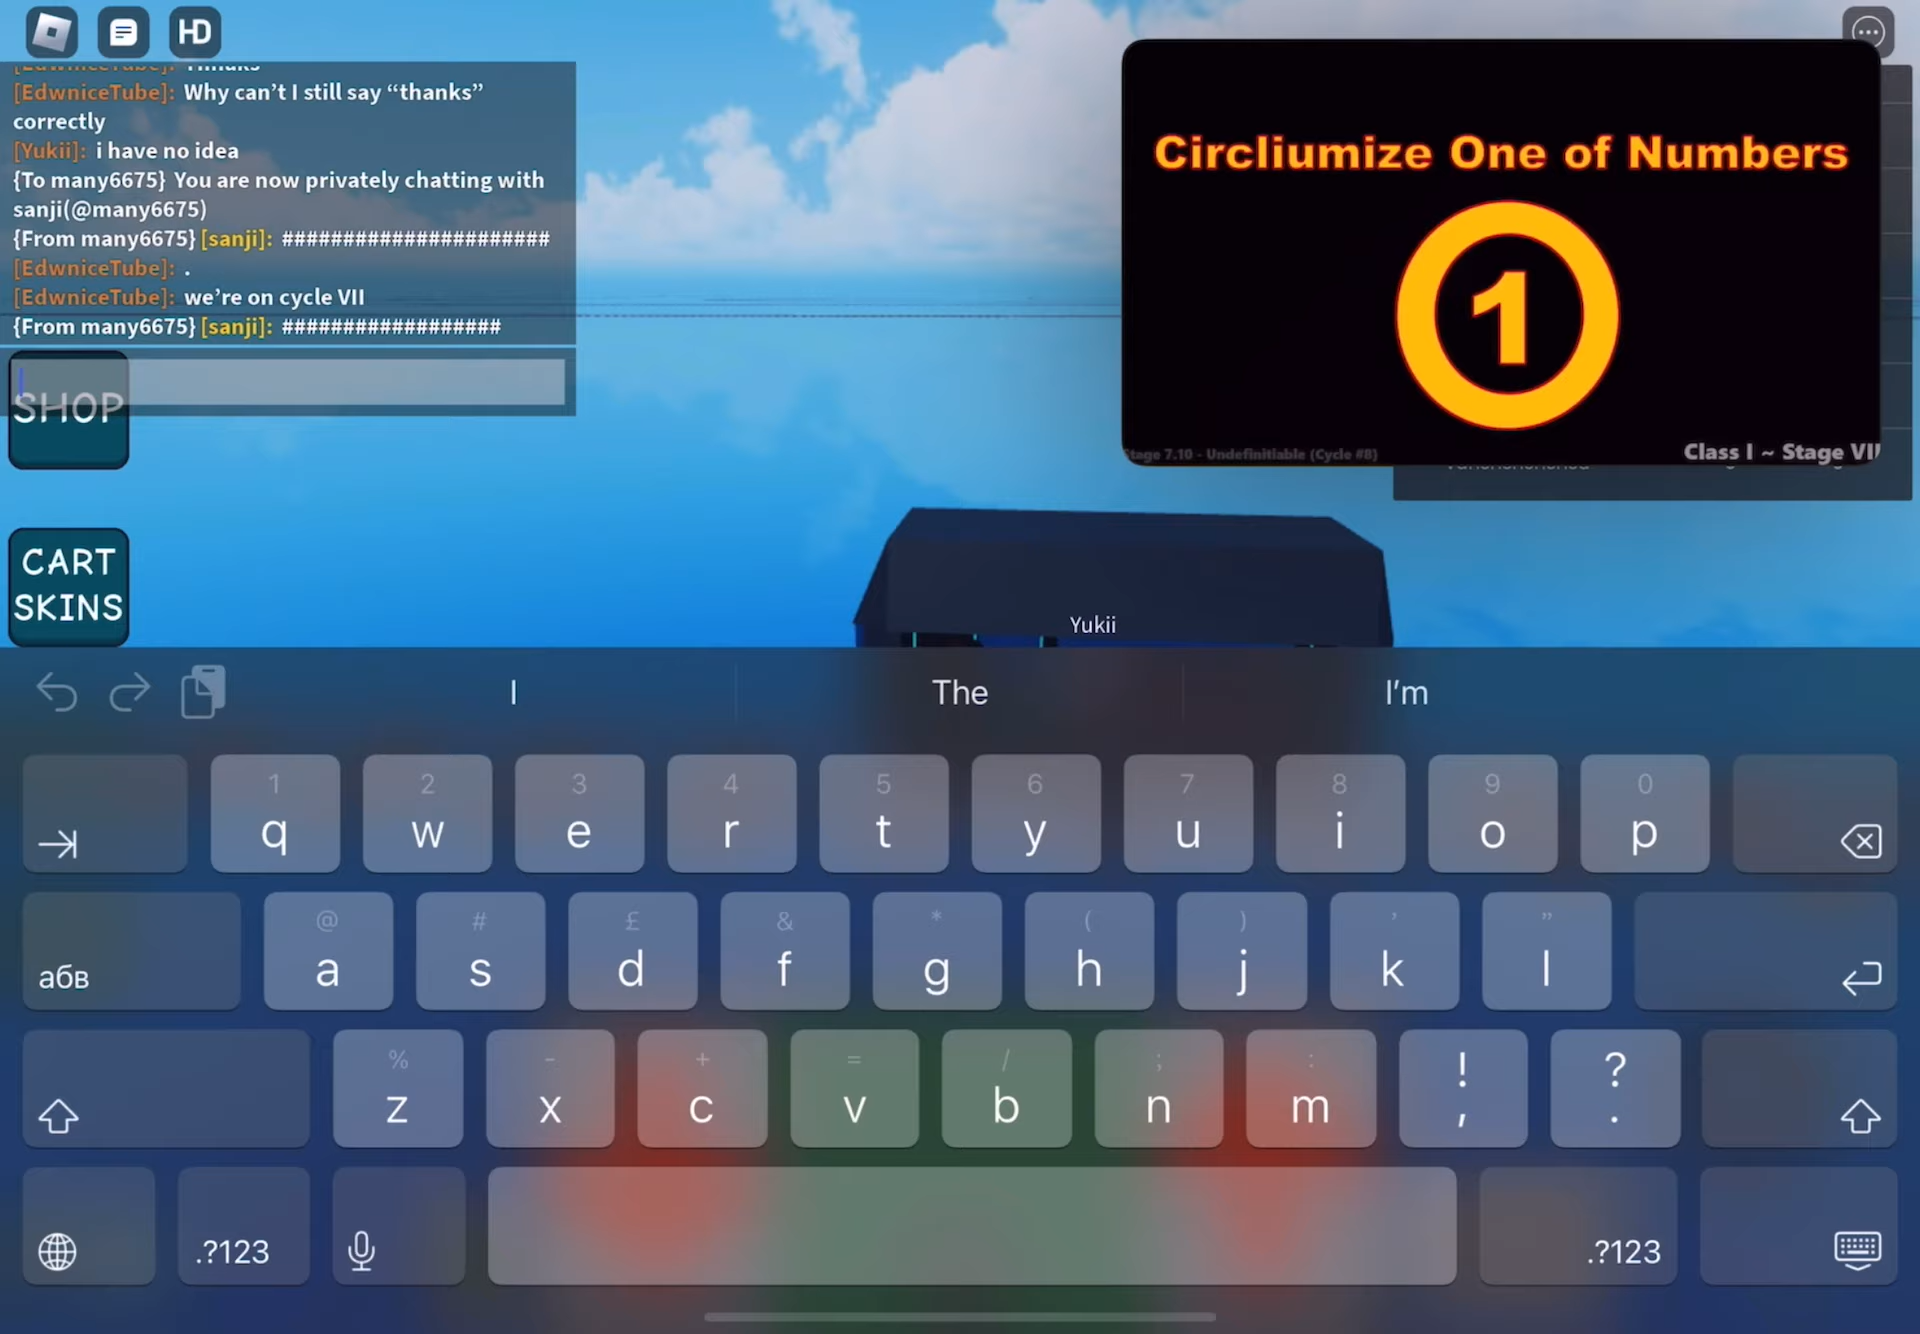 HD
[EdwniceTube]: Thnaks
[EdwniceTube]: Why can’t I still say “thanks”
correctly
[Yukii]: i have no idea
{To many6675} You are now privately chatting with
sanji(@many6675)
{From many6675} [sanji]: ######################
[EdwniceTube]: .
[EdwniceTube]: we’re on cycle VII
{From many6675} [sanji]: ##################
SHOP
CART
SKINS
Circliumize One of Numbers
1
Stage 7.10 - Undefinitiable (Cycle #8)
Class I ~ Stage VII
Yukii
I The I’m
1 2 3 4 5 6 7 8 9 0
q w e r t y u i o p
@ # £ & * ( ) ’ ”
абв a s d f g h j k l
% - + = / ; : ! ?
z x c v b n m , .
.?123 .?123